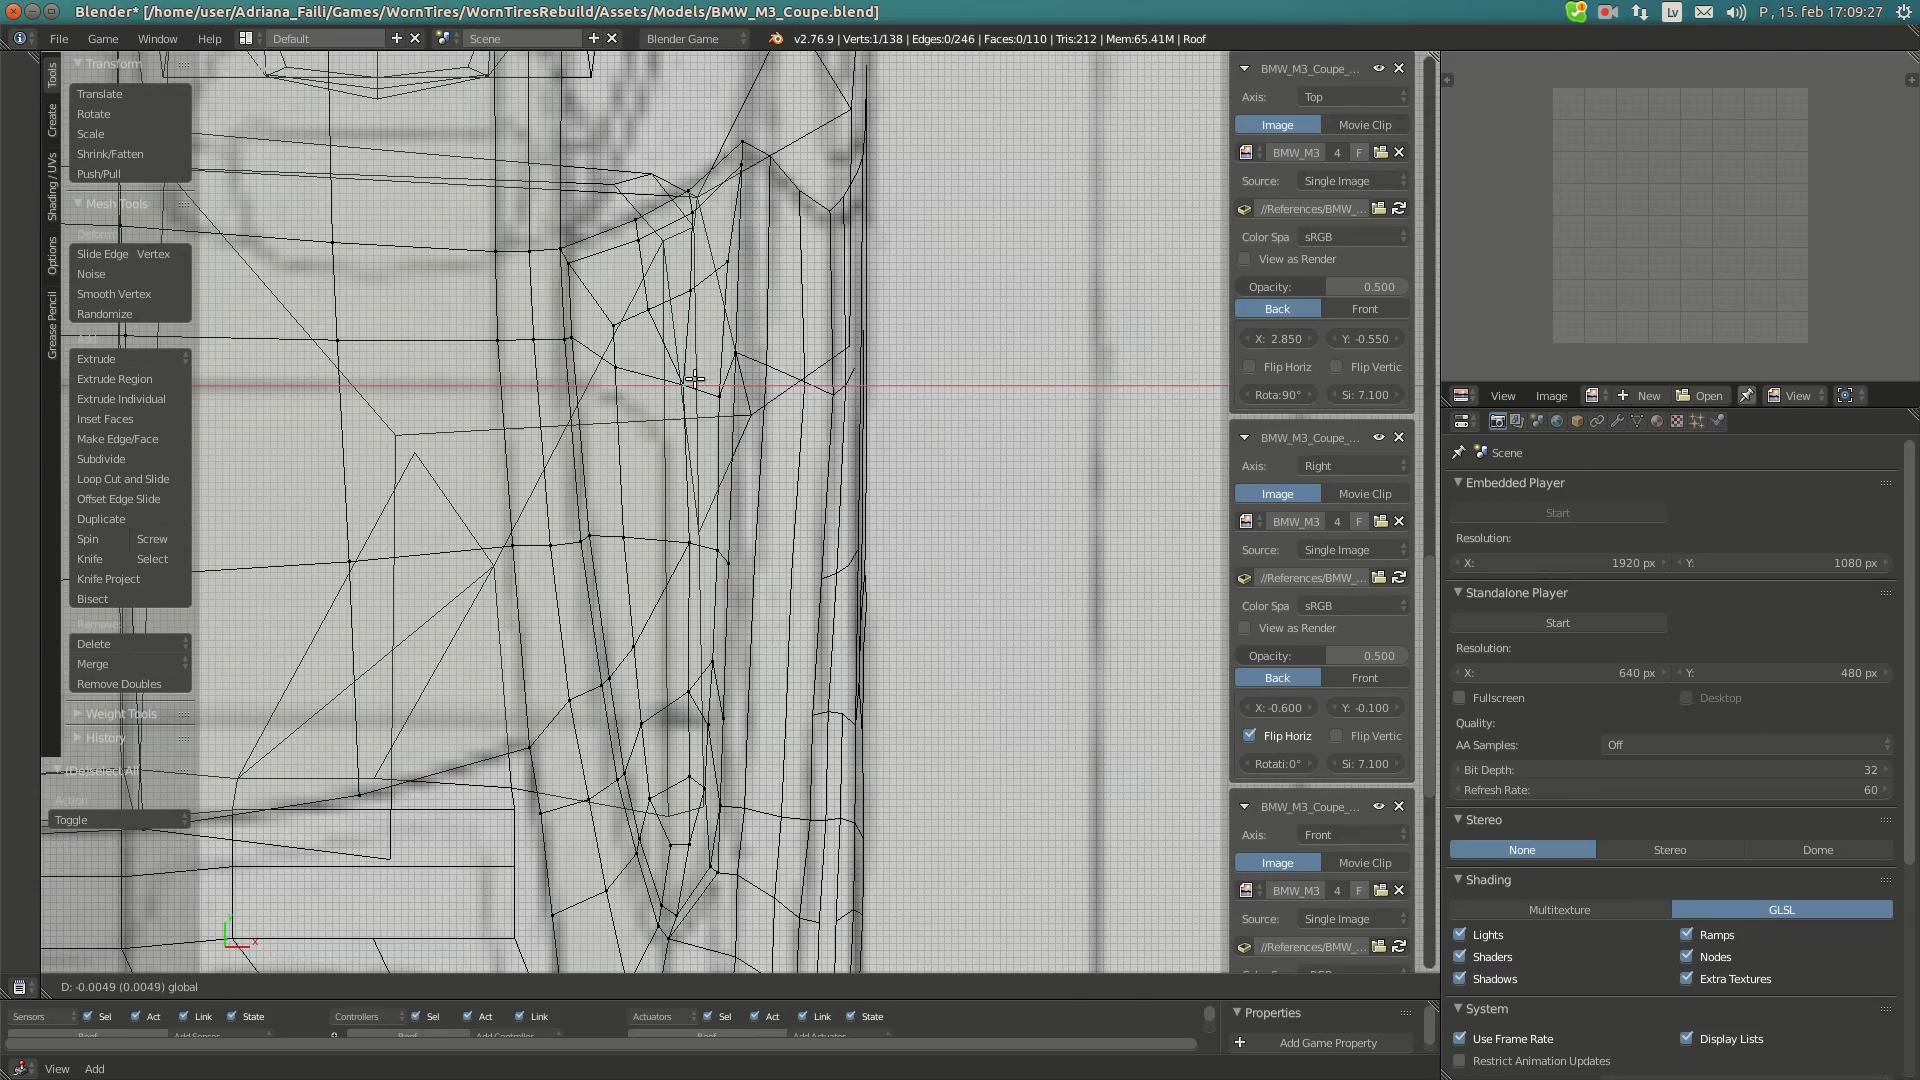 Blender* [/home/user/Adriana_Faili/Games/WornTires/WornTiresRebuild/Assets/Models/BMW_M3_Coupe.blend]
Lv
P , 15. feb 17:09:27
File Game Window Help Default Scene Blender Game v2.76.9 | Verts:1/138 | Edges:0/246 | Faces:0/110 | Tris:212 | Mem:65.41M | Roof
Tools
Create
Shading / UVs
Options
Grease Pencil
Transform
Translate
Rotate
Scale
Shrink/Fatten
Push/Pull
Mesh Tools
Deform:
Slide Edge Vertex
Noise
Smooth Vertex
Randomize
Add:
Extrude
Extrude Region
Extrude Individual
Inset Faces
Make Edge/Face
Subdivide
Loop Cut and Slide
Offset Edge Slide
Duplicate
Spin Screw
Knife Select
Knife Project
Bisect
Remove:
Delete
Merge
Remove Doubles
Weight Tools
History
(De)select All
Action
Toggle
x
D: -0.0049 (0.0049) global
BMW_M3_Coupe_...
Axis: Top
Image Movie Clip
BMW_M3 4 F
Source: Single Image
//References/BMW_...
Color Spa sRGB
View as Render
Opacity: 0.500
Back Front
X: 2.850 Y: -0.550
Flip Horiz Flip Vertic
Rota:90° Si: 7.100
BMW_M3_Coupe_...
Axis: Right
Image Movie Clip
BMW_M3 4 F
Source: Single Image
//References/BMW_...
Color Spa sRGB
View as Render
Opacity: 0.500
Back Front
X: -0.600 Y: -0.100
Flip Horiz Flip Vertic
Rotati:0° Si: 7.100
BMW_M3_Coupe_...
Axis: Front
Image Movie Clip
BMW_M3 4 F
Source: Single Image
//References/BMW_...
View Image New Open View
Scene
Embedded Player
Start
Resolution:
X: 1920 px Y: 1080 px
Standalone Player
Start
Resolution:
X: 640 px Y: 480 px
Fullscreen Desktop
Quality:
AA Samples: Off
Bit Depth: 32
Refresh Rate: 60
Stereo
None Stereo Dome
Shading
Multitexture GLSL
Lights Ramps
Shaders Nodes
Shadows Extra Textures
System
Use Frame Rate Display Lists
Restrict Animation Updates
Sensors Sel Act Link State
Controllers Sel Act Link
Actuators Sel Act Link State
Properties
Add Game Property
View Add